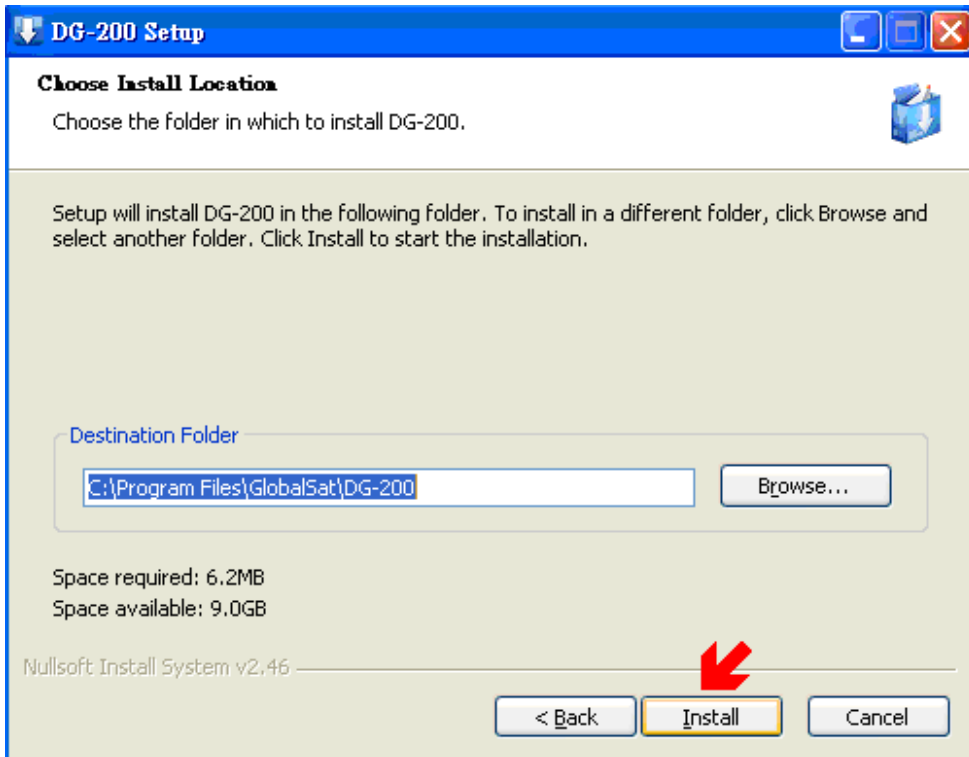 DG-200 Setup
Choose Install Location
Choose the folder in which to install DG-200.
Setup will install DG-200 in the following folder. To install in a different folder, click Browse and
select another folder. Click Install to start the installation.
Destination Folder
C:\Program Files\GlobalSat\DG-200
Browse...
Space required: 6.2MB
Space available: 9.0GB
Nullsoft Install System v2.46
< Back Install Cancel